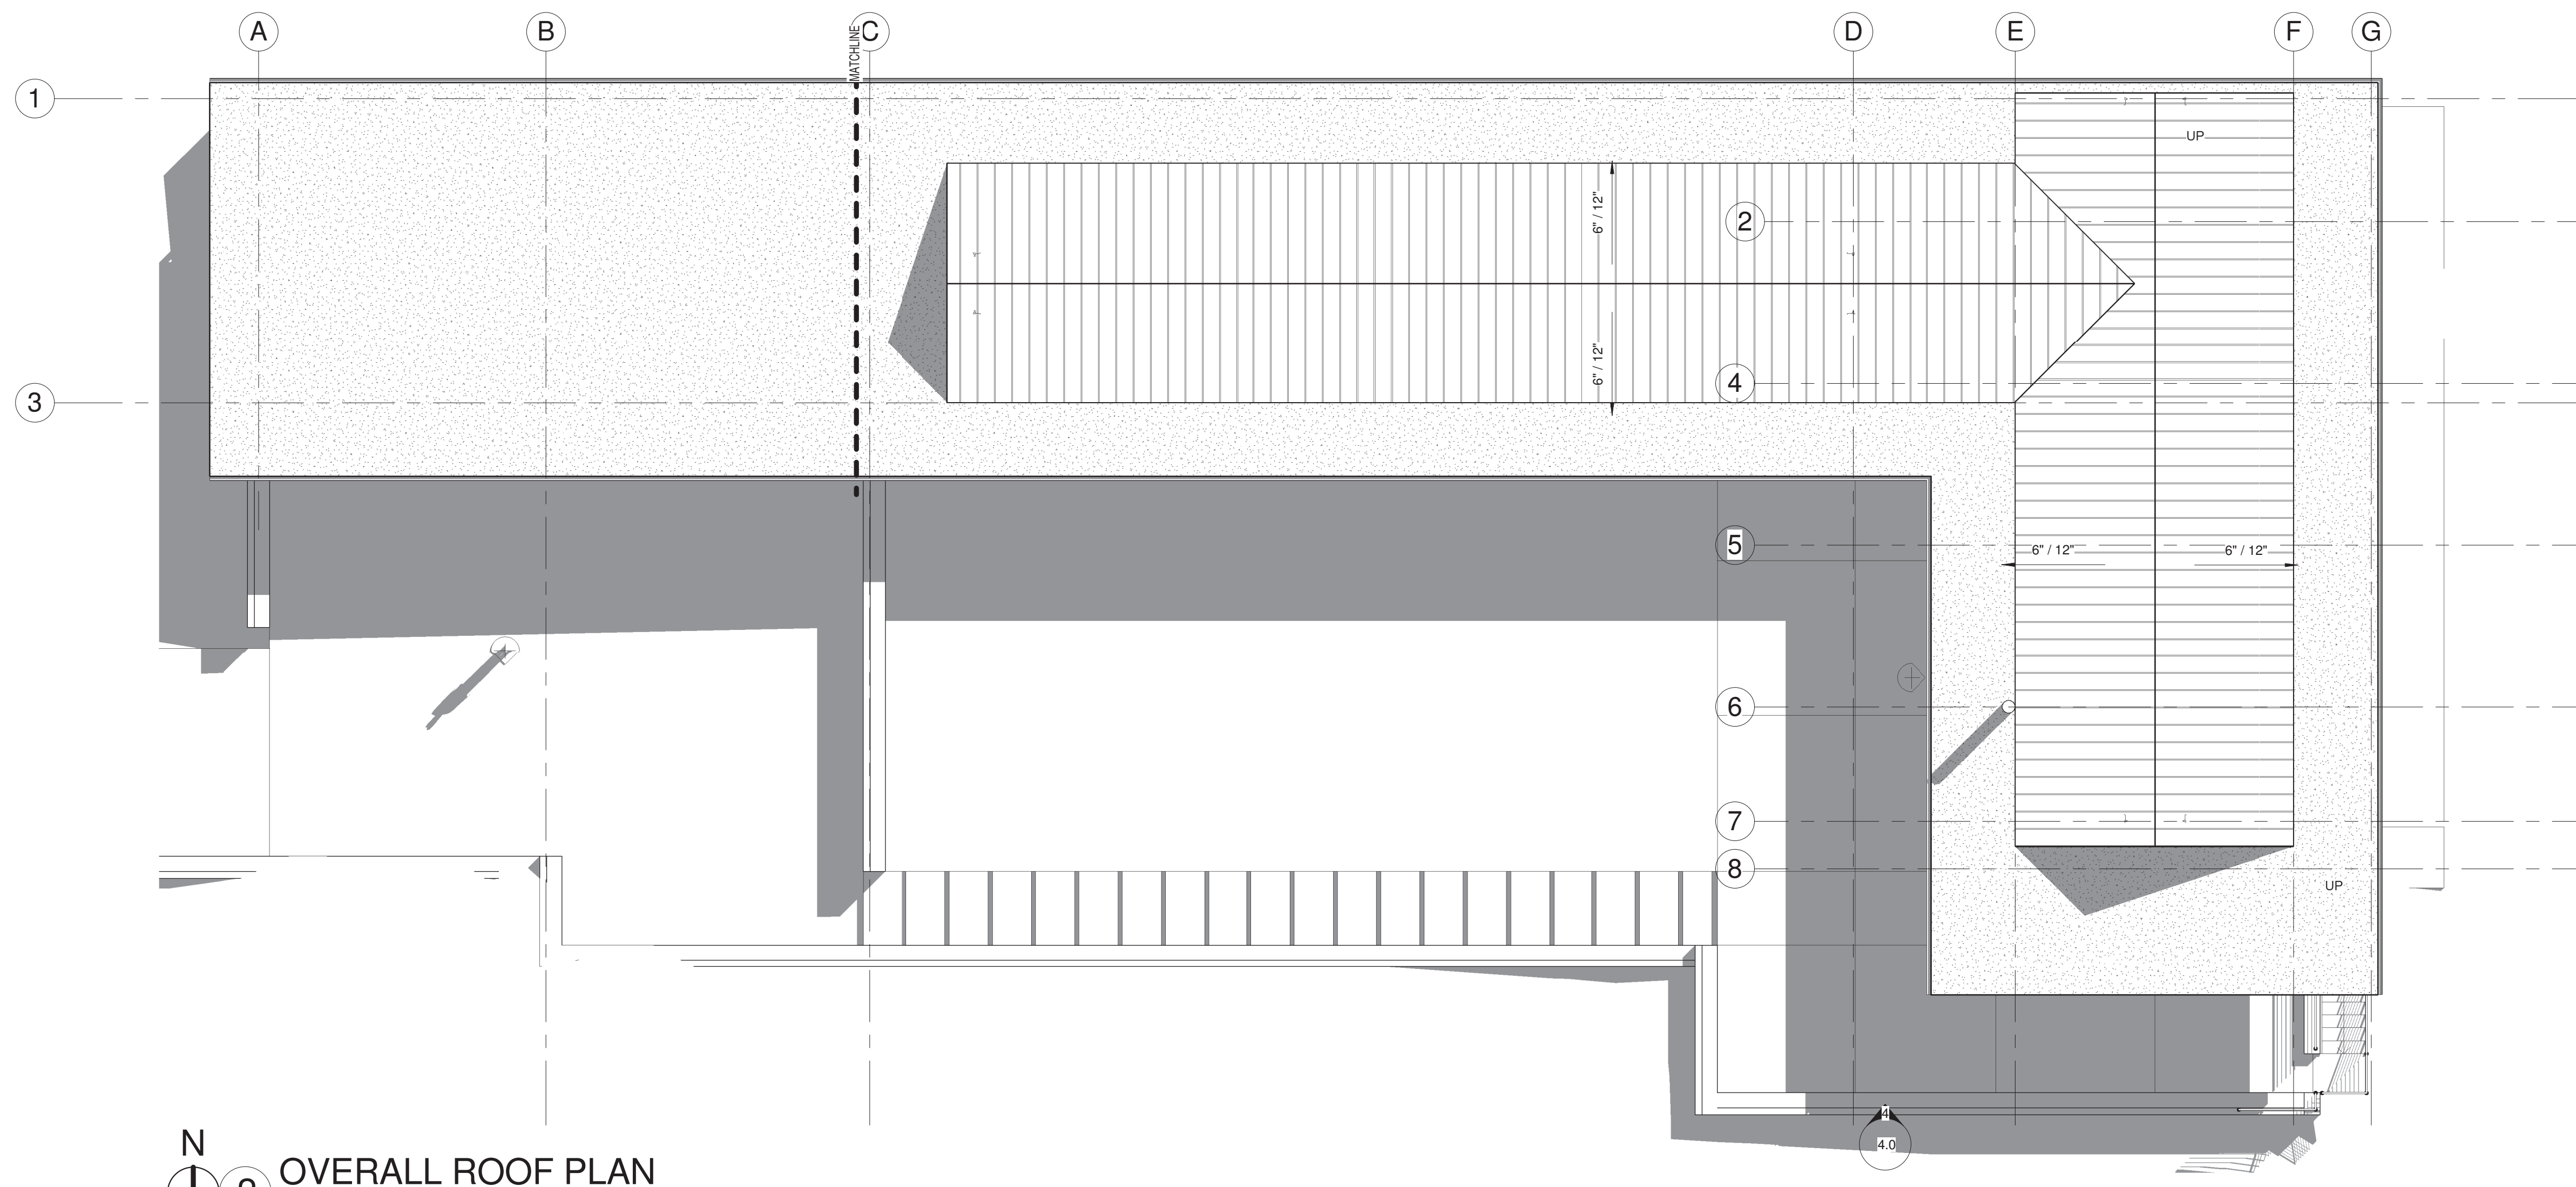 A
B
MATCHLINE
C
D
E
F
G
1
UP
6" / 12"
2
6" / 12"
4
3
5
6" / 12"
6" / 12"
6
7
8
UP
4
4.0
N
OVERALL ROOF PLAN